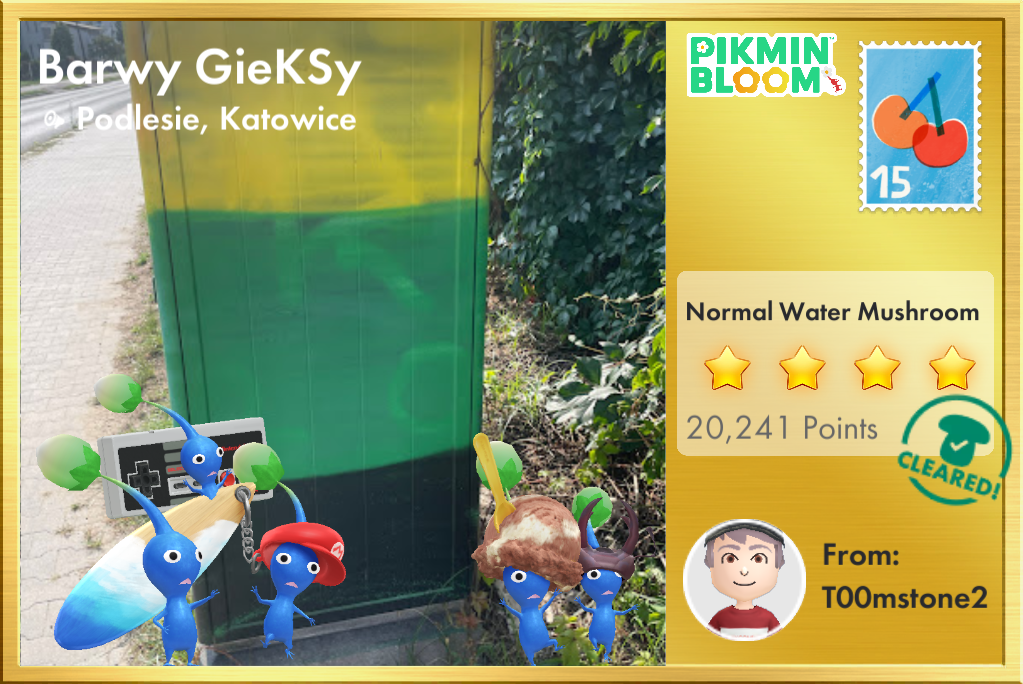 Barwy GieKSy
Podlesie, Katowice
PIKMIN
BLOOM
15
Normal Water Mushroom
20,241 Points
CLEARED!
From:
T00mstone2